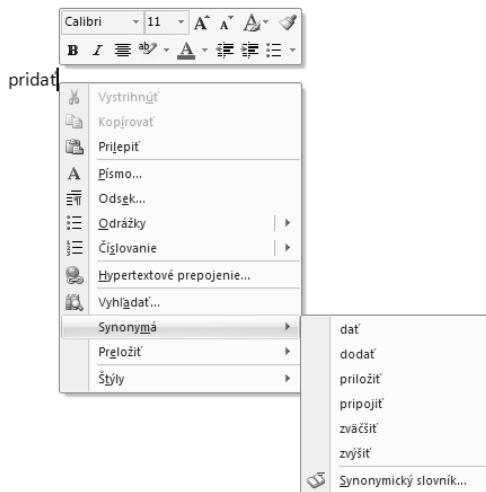 Calibri 11
B I
pridať
Vystrihnúť
Kopírovať
Prilepiť
Písmo...
Odsek...
Odrážky
Číslovanie
Hypertextové prepojenie...
Vyhľadať...
Synonymá
Preložiť
Štýly
dať
dodať
priložiť
pripojiť
zväčšiť
zvýšiť
Synonymický slovník...